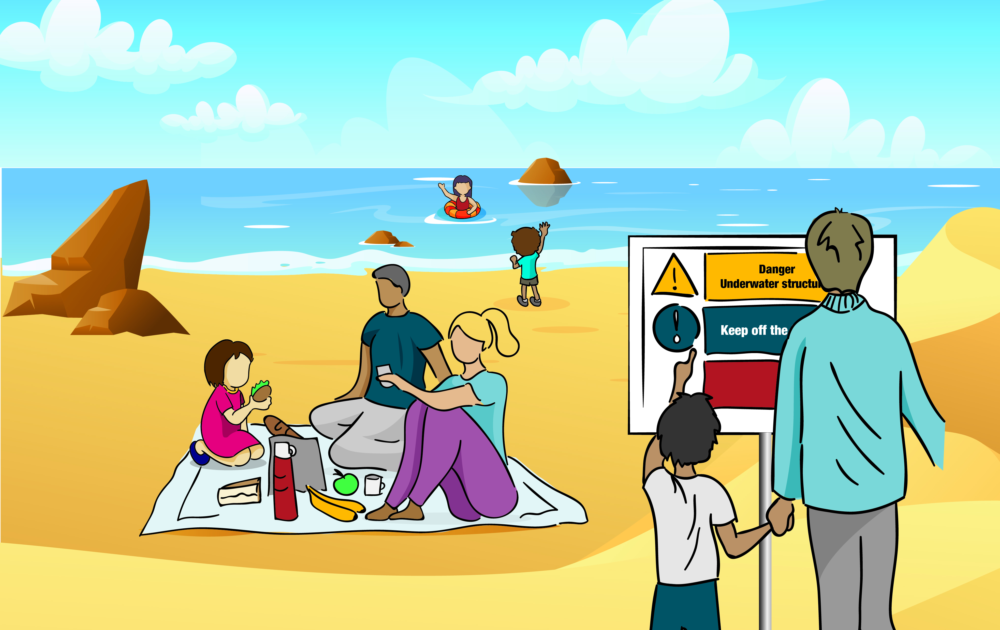 Danger
Underwater structu
Keep off the